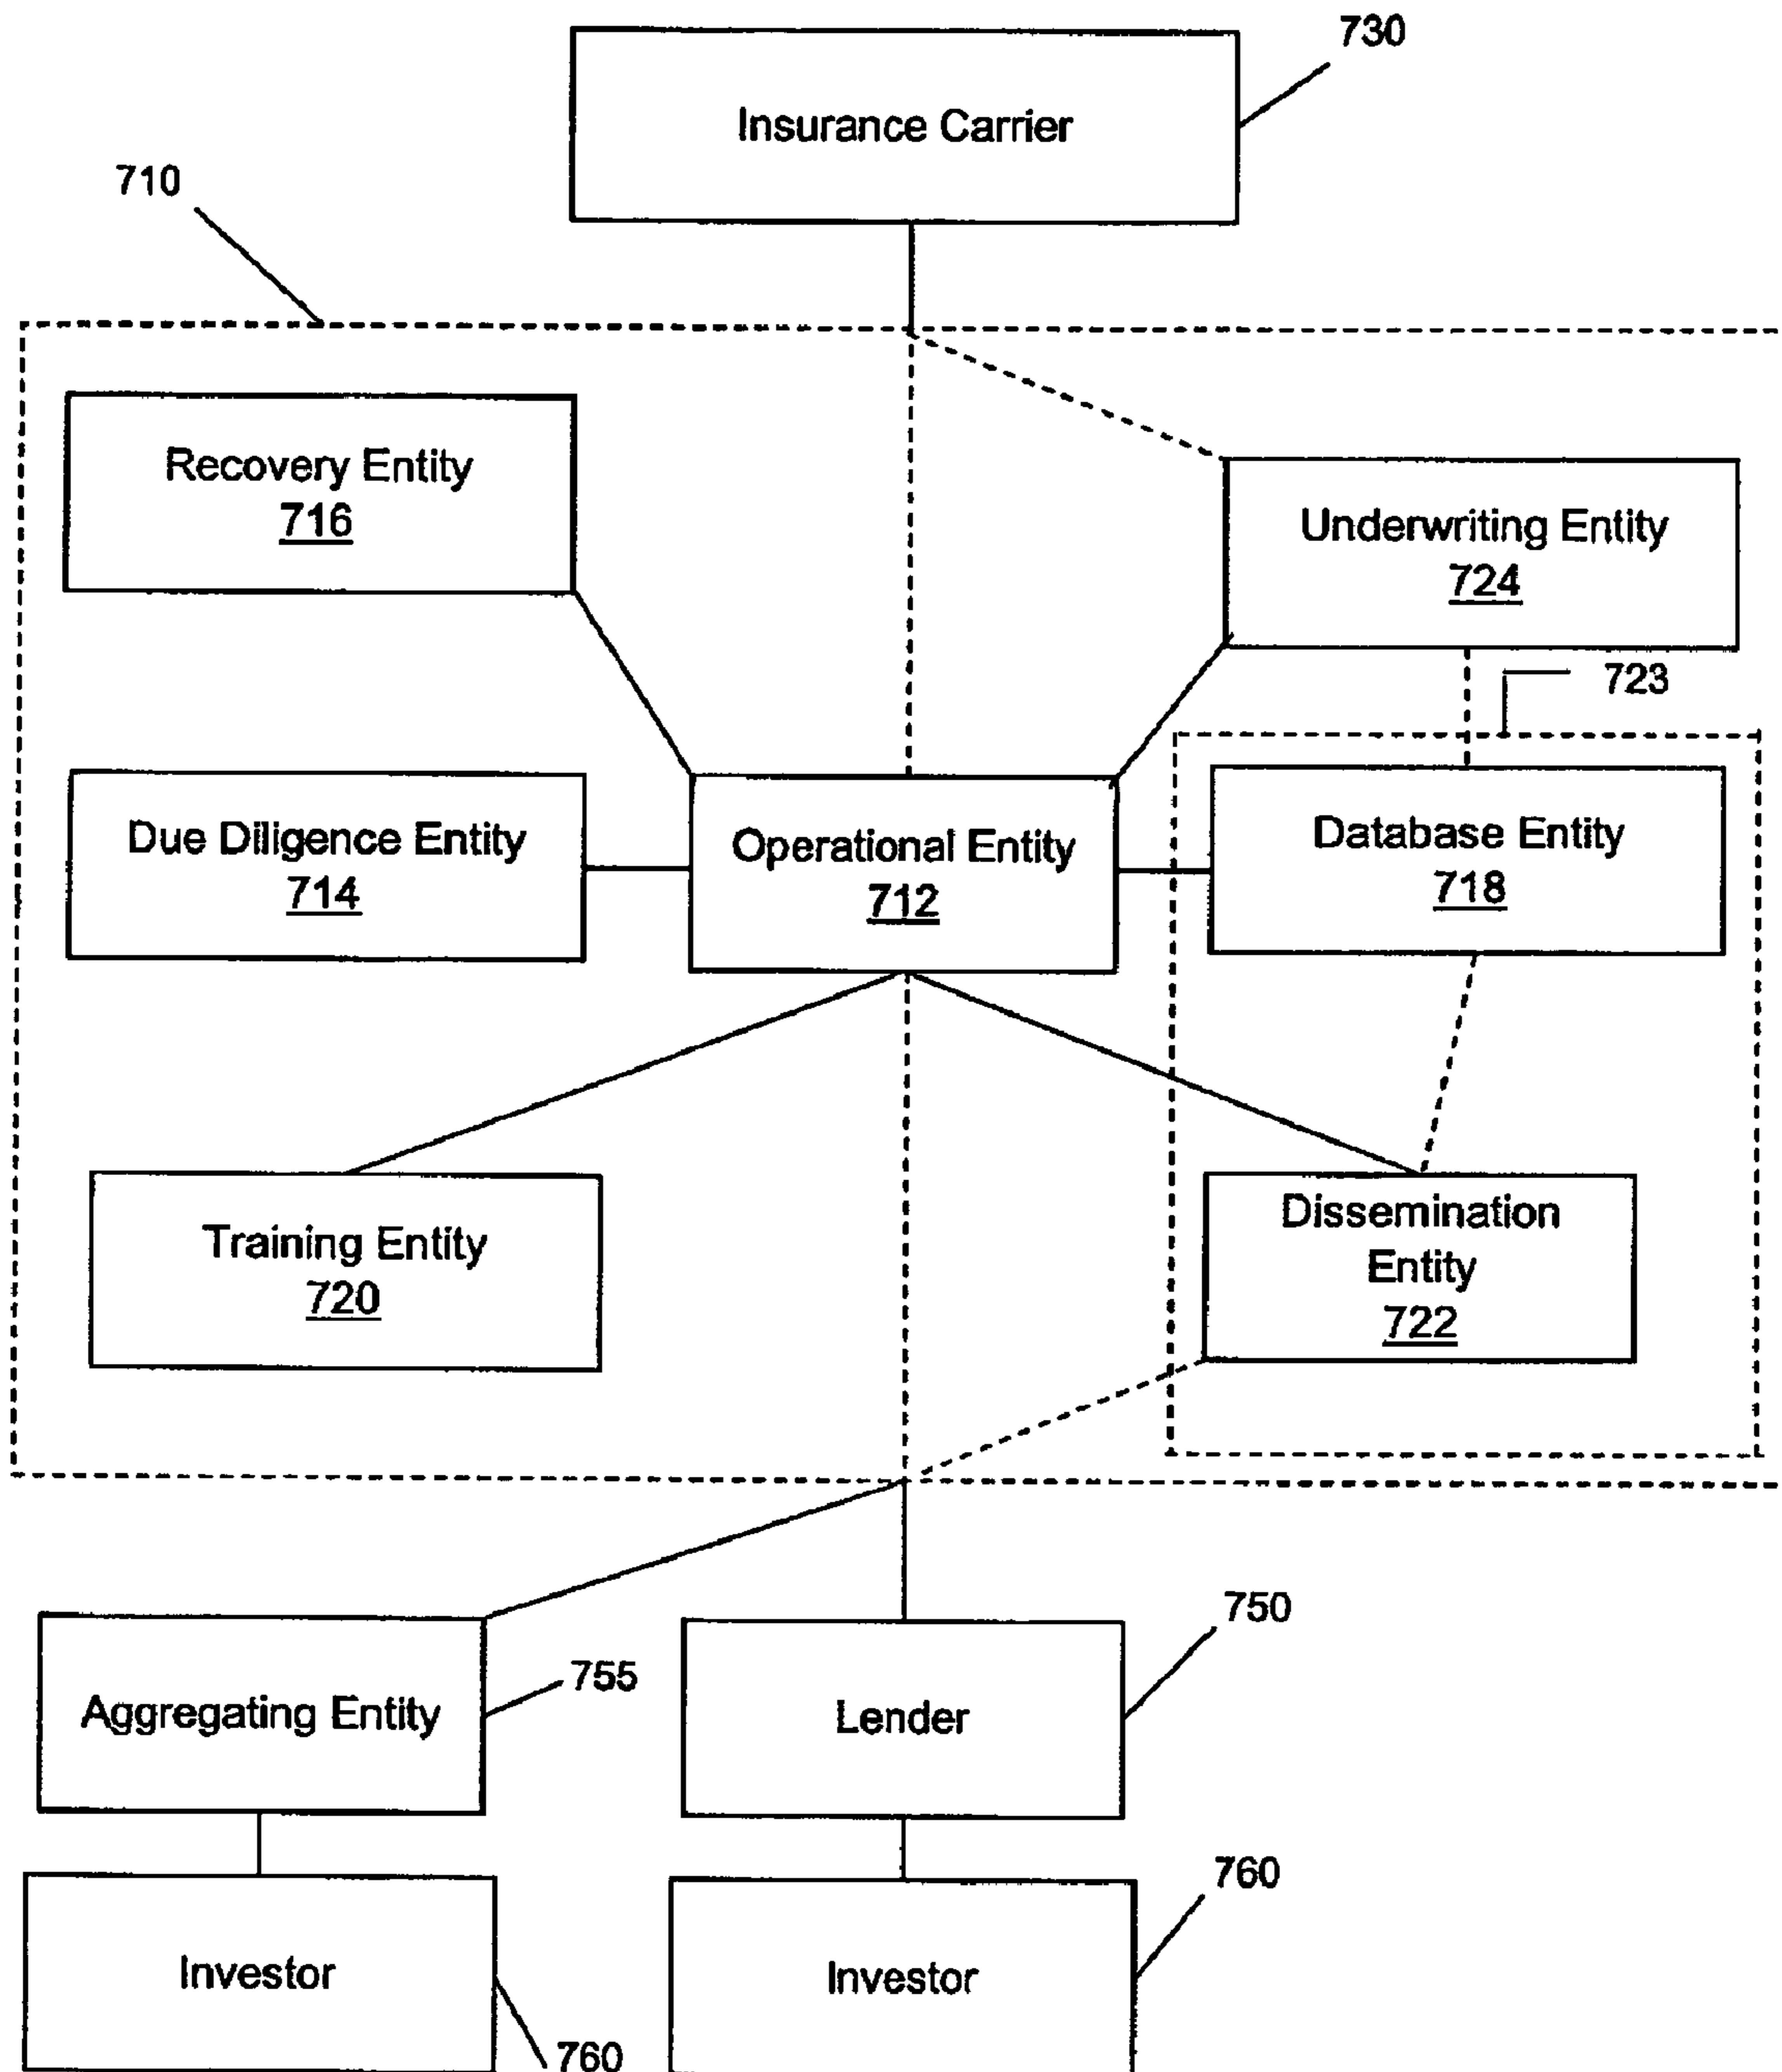 730
Insurance Carrier
710
Recovery Entity
716
Underwriting Entity
724
723
Due Diligence Entity
714
Operational Entity
712
Database Entity
718
Training Entity
720
Dissemination
Entity
722
750
755
Aggregating Entity
Lender
760
Investor
Investor
760